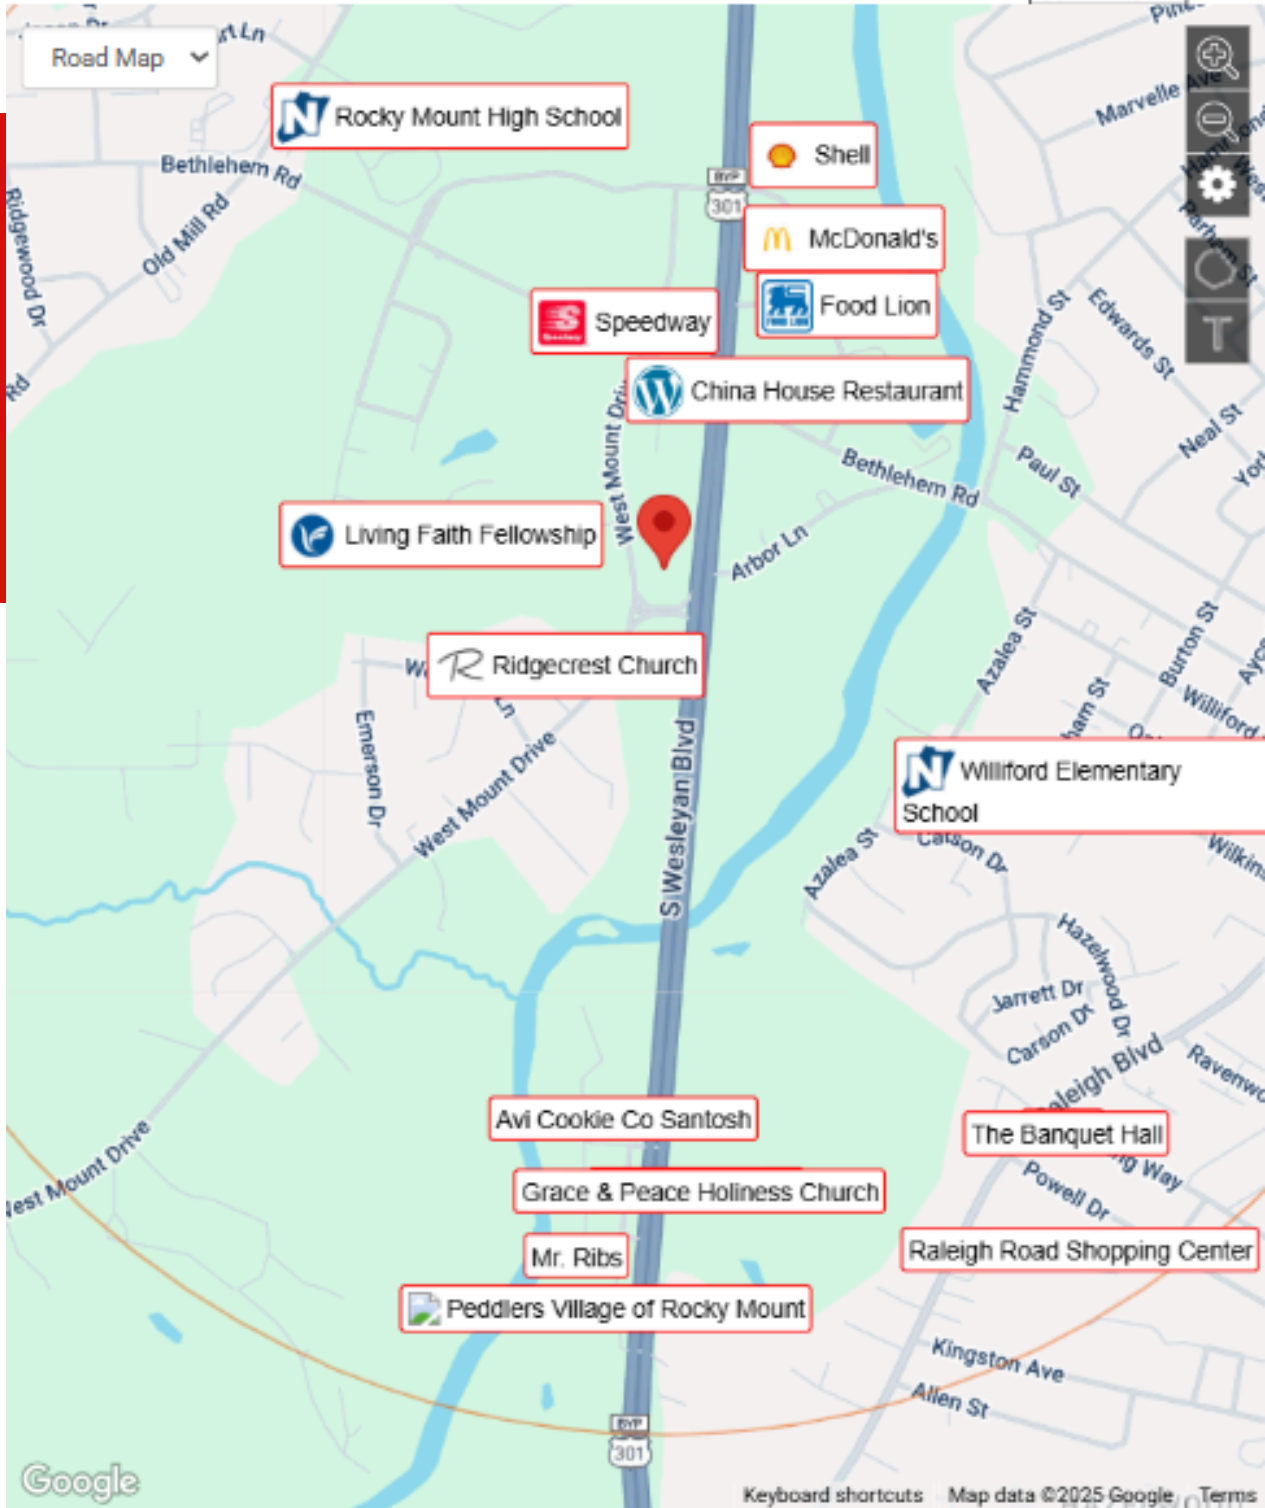 Road Map
Rocky Mount High School
Shell
Marvelle Ave
Bethlehem Rd
BYP
301
Old Mill Rd
Ridgewood Dr
McDonald's
Food Lion
Speedway
Edwards St
Hammond St
T
Rd
China House Restaurant
West Mount
Neal St
Bethlehem Rd
Paul St
Living Faith Fellowship
Arbor Ln
Ridgecrest Church
Azalea St
Burton St
Williford
Emerson Dr
West Mount Drive
S Wesleyan Blvd
Williford Elementary
School
Azalea St
Carson Dr
Hazelwood Dr
Jarrett Dr
Carson Dr
Avi Cookie Co Santosh
The Banquet Hall
West Mount Drive
Grace & Peace Holiness Church
Powell Dr
Way
Mr. Ribs
Raleigh Road Shopping Center
Peddlers Village of Rocky Mount
Kingston Ave
Allen St
BYP
301
Google
Keyboard shortcuts Map data ©2025 Google Terms